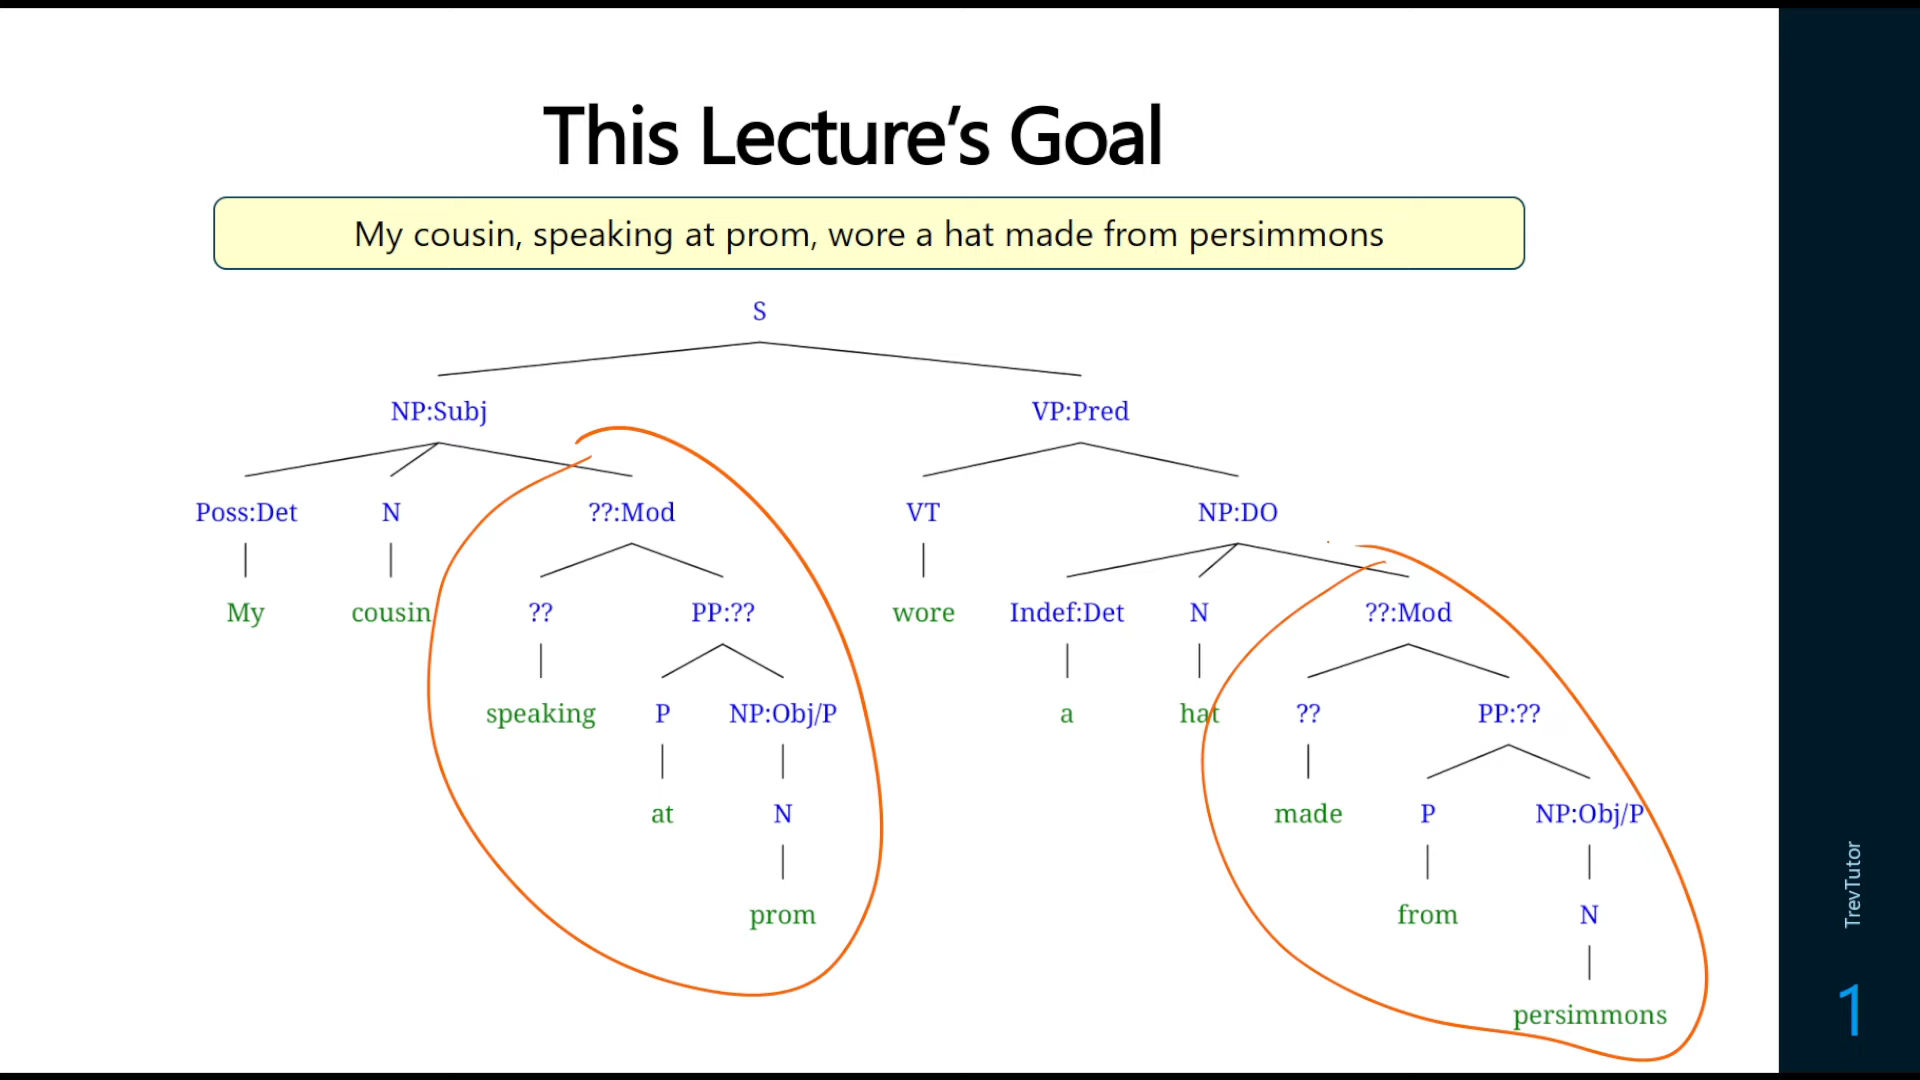 This Lecture’s Goal
My cousin, speaking at prom, wore a hat made from persimmons
S
NP:Subj VP:Pred
Poss:Det N ??:Mod VT NP:DO
My cousin ?? PP:?? wore Indef:Det N ??:Mod
speaking P NP:Obj/P a hat ?? PP:??
at N made P NP:Obj/P
prom from N
persimmons
TrevTutor
1